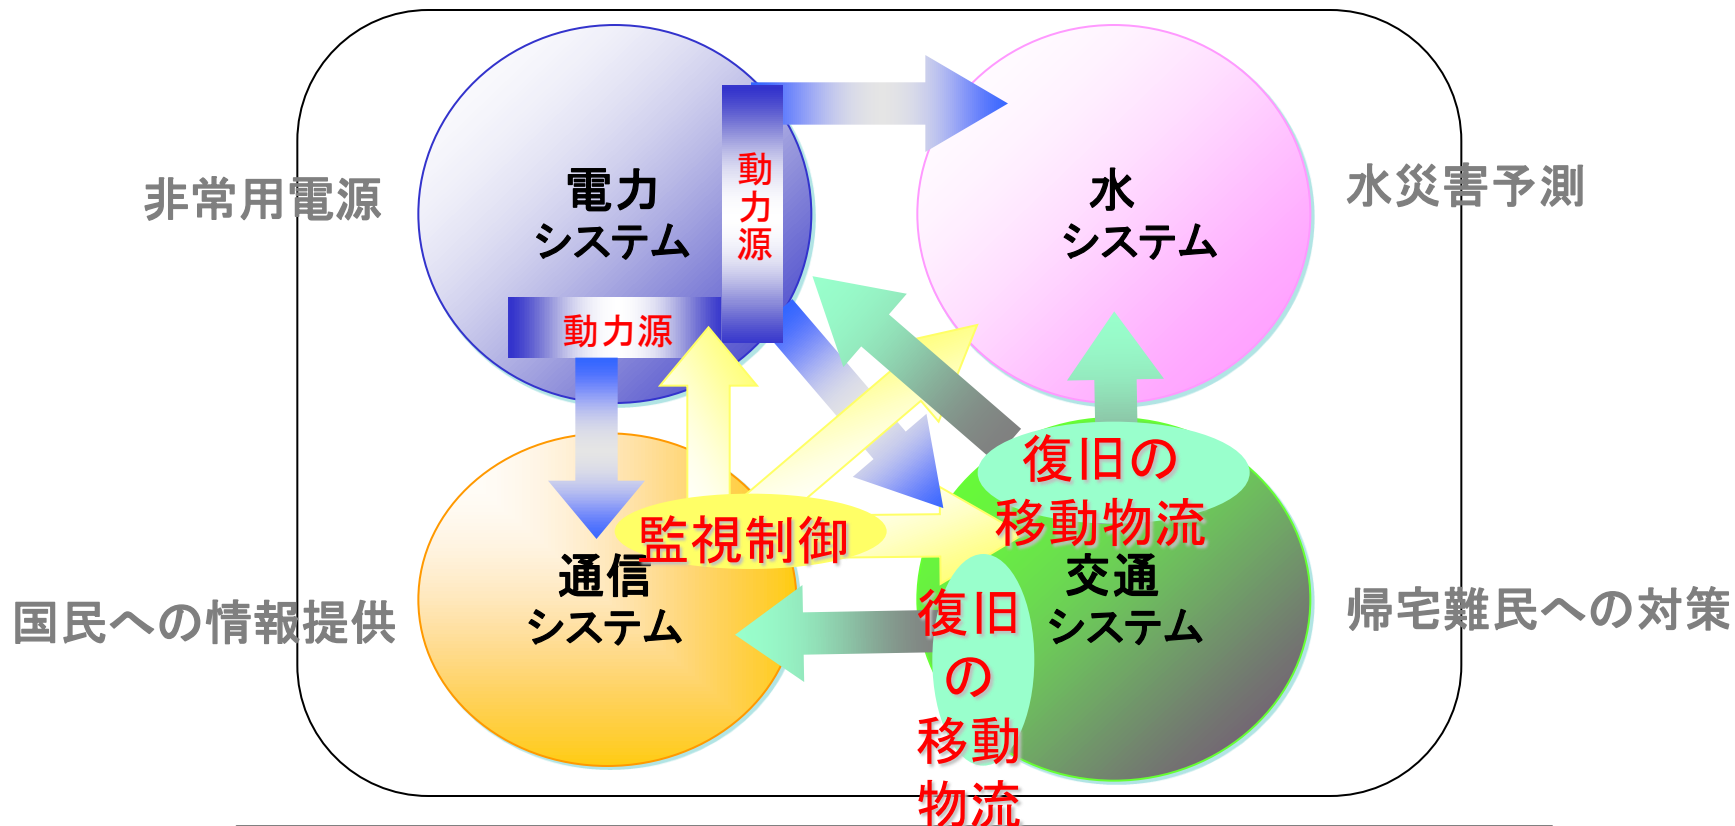 非常用電源
電力
システム
動
力
源
動力源
水
システム
水災害予測
国民への情報提供
監視制御
通信
システム
復旧の
移動物流
交通
システム
復旧
の
移動
物流
帰宅難民への対策